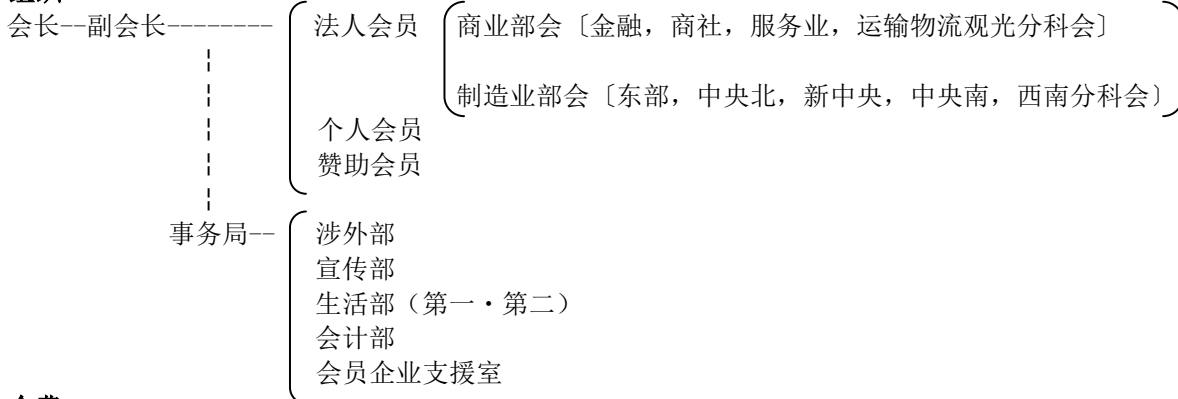 会长--副会长--------- 法人会员 商业部会〔金融，商社，服务业，运输物流观光分科会〕
制造业部会〔东部，中央北，新中央，中央南，西南分科会〕
个人会员
赞助会员
事务局-- 涉外部
宣传部
生活部（第一・第二）
会计部
会员企业支援室